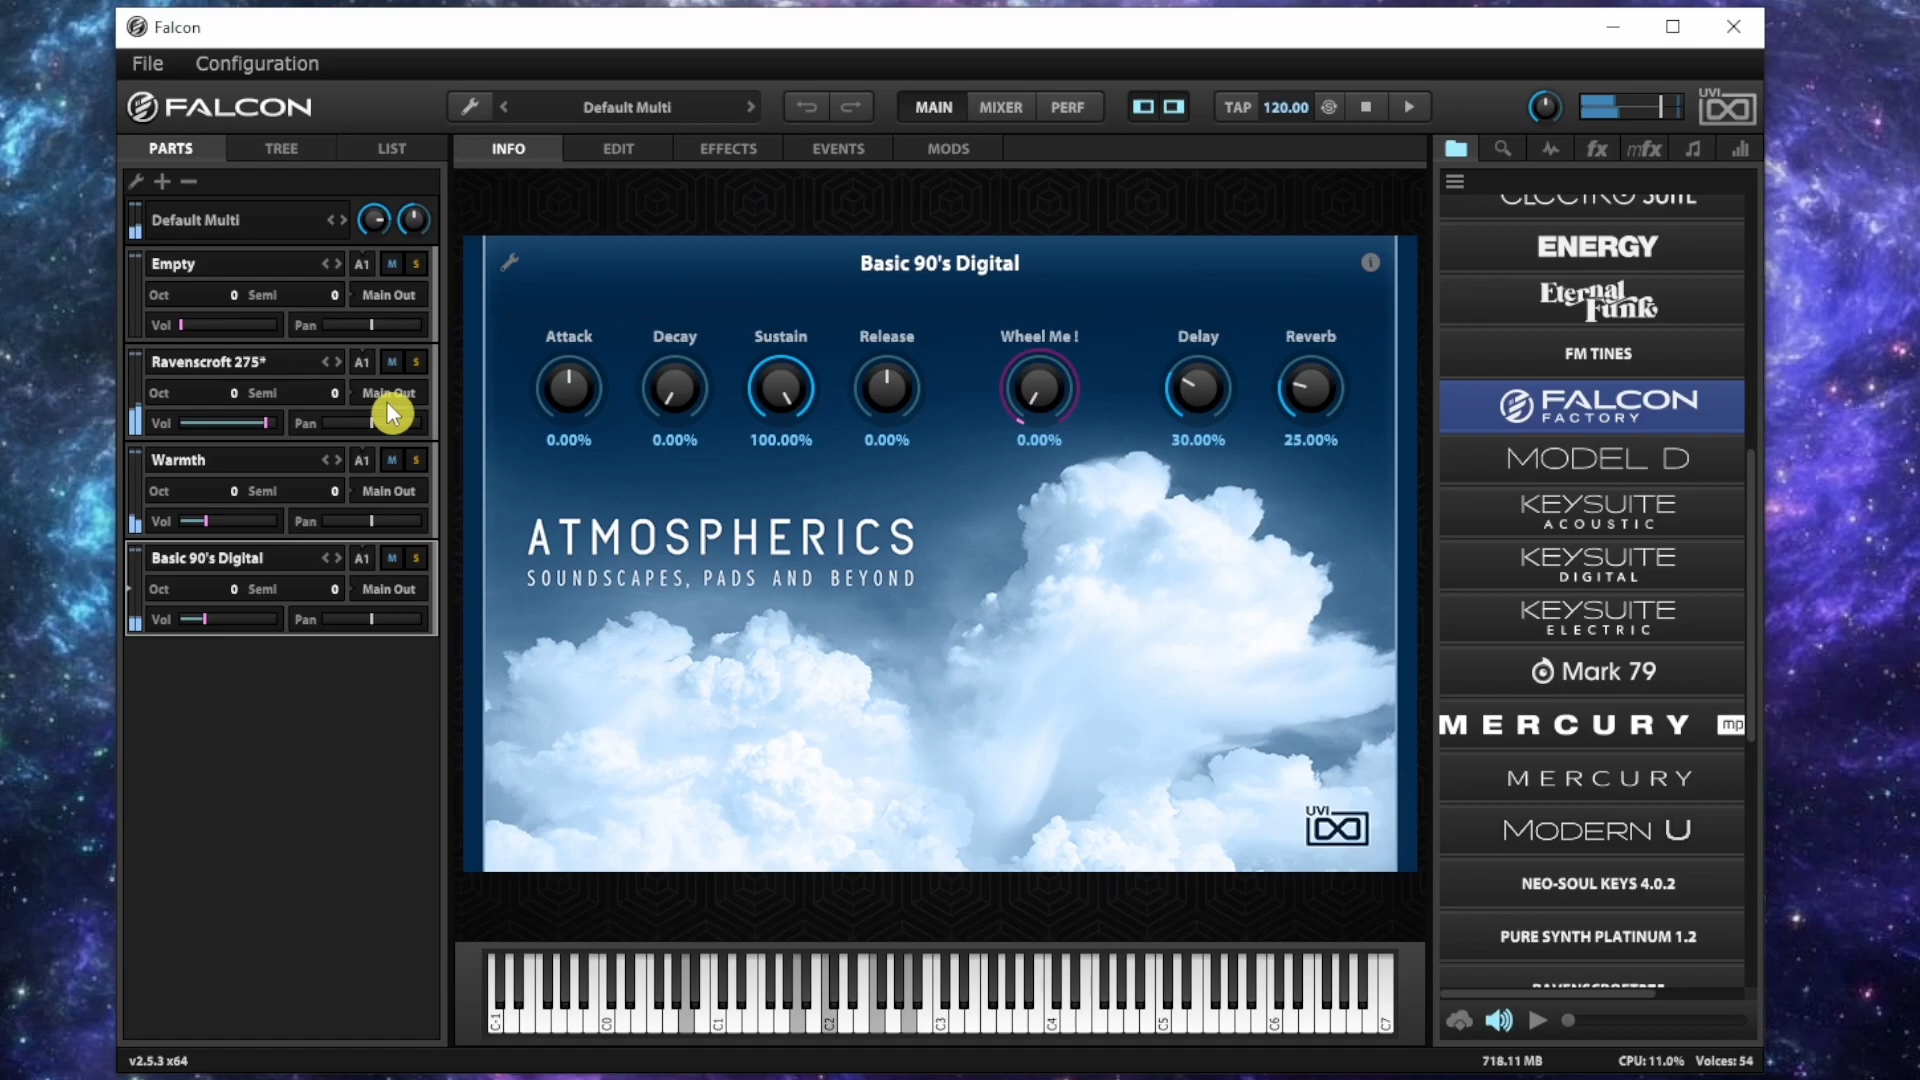 Falcon
File Configuration
FALCON
Default Multi
MAIN MIXER PERF
TAP 120.00
UVI
PARTS TREE LIST
INFO EDIT EFFECTS EVENTS MODS
fx mfx
Default Multi
Empty A1 M S
Oct 0 Semi 0 Main Out
Vol Pan
Ravenscroft 275* A1 M S
Oct 0 Semi 0 Main Out
Vol Pan
Warmth A1 M S
Oct 0 Semi 0 Main Out
Vol Pan
Basic 90's Digital A1 M S
Oct 0 Semi 0 Main Out
Vol Pan
Basic 90's Digital
Attack Decay Sustain Release Wheel Me ! Delay Reverb
0.00% 0.00% 100.00% 0.00% 0.00% 30.00% 25.00%
ATMOSPHERICS
SOUNDSCAPES, PADS AND BEYOND
UVI
C-1 C0 C1 C2 C3 C4 C5 C6 C7
ENERGY
Eternal
Funk
FM TINES
FALCON
FACTORY
MODEL D
KEYSUITE
ACOUSTIC
KEYSUITE
DIGITAL
KEYSUITE
ELECTRIC
Mark 79
MERCURY mp
MERCURY
MODERN U
NEO-SOUL KEYS 4.0.2
PURE SYNTH PLATINUM 1.2
v2.5.3 x64
718.11 MB CPU: 11.0% Voices: 54